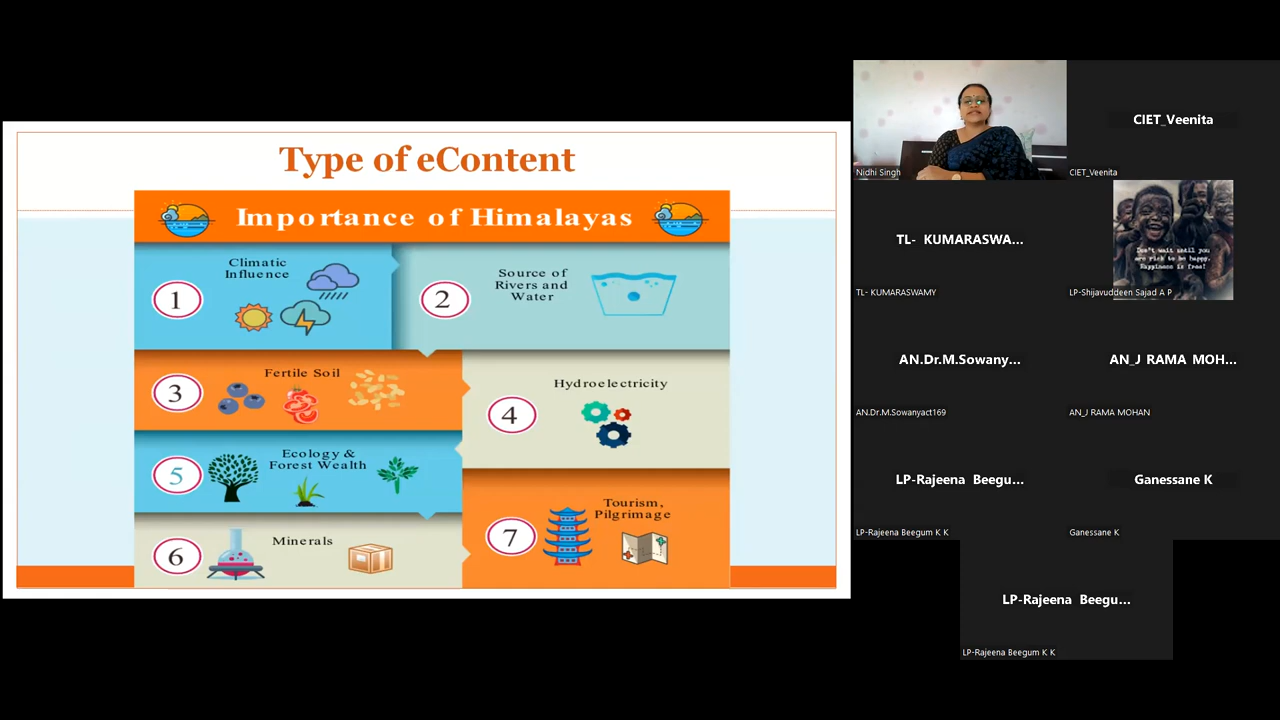 Type of eContent
Importance of Himalayas
1
Climatic
Influence
2
Source of
Rivers and
Water
3
Fertile Soil
4
Hydroelectricity
5
Ecology &
Forest Wealth
6
Minerals
7
Tourism,
Pilgrimage
Nidhi Singh
CIET_Veenita
CIET_Veenita
TL- KUMARASWA...
TL- KUMARASWAMY
Don't wait until you
are rich to be happy.
Happiness is free!
LP-Shijavuddeen Sajad A P
AN.Dr.M.Sowany...
AN.Dr.M.Sowanyact169
AN_J RAMA MOH...
AN_J RAMA MOHAN
LP-Rajeena Beegu...
LP-Rajeena Beegum K K
Ganessane K
Ganessane K
LP-Rajeena Beegu...
LP-Rajeena Beegum K K